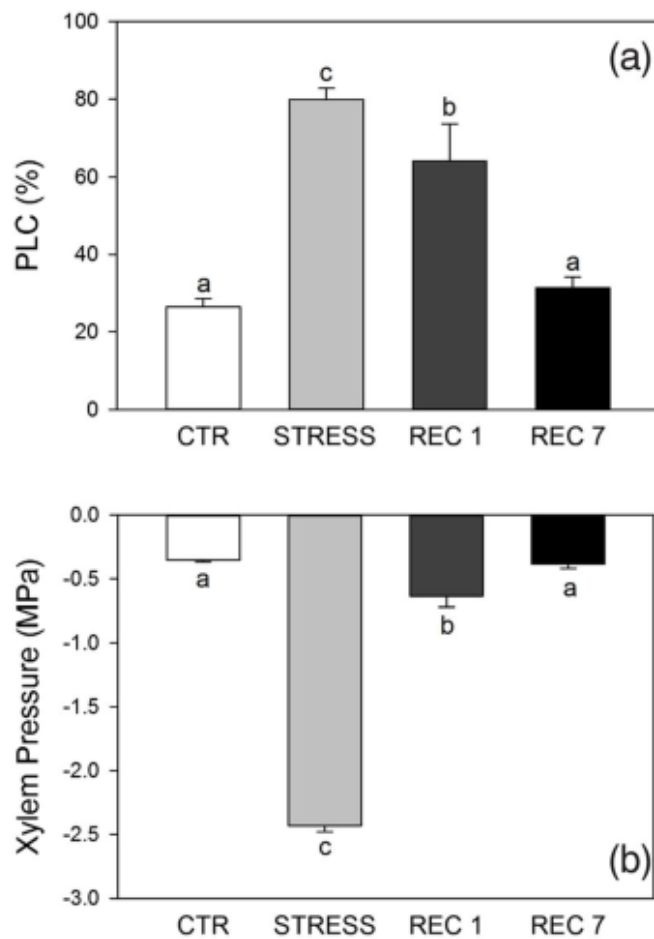 (a)
PLC (%)
100
80
60
40
20
0
a
c
b
a
CTR STRESS REC 1 REC 7
(b)
Xylem Pressure (MPa)
0.0
-0.5
-1.0
-1.5
-2.0
-2.5
-3.0
a
c
b
a
CTR STRESS REC 1 REC 7